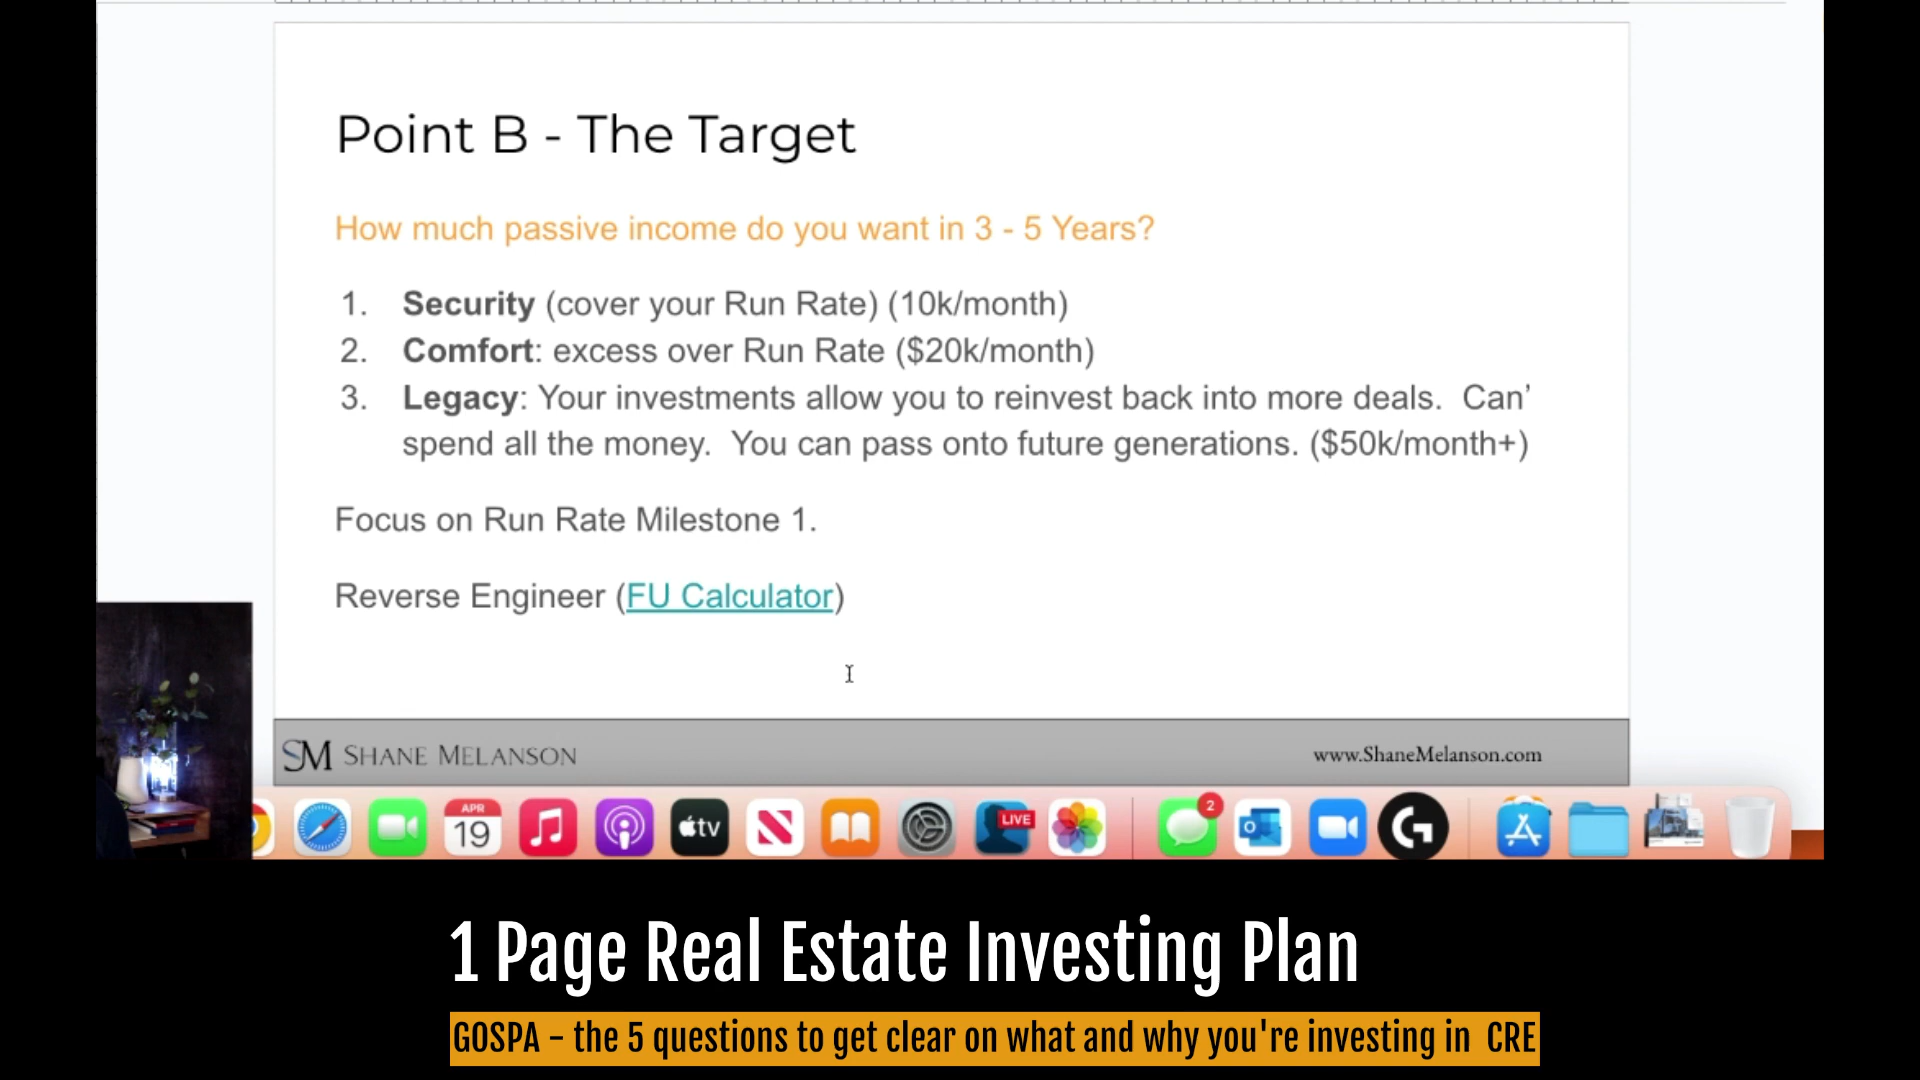 Point B - The Target
How much passive income do you want in 3 - 5 Years?
1. Security (cover your Run Rate) (10k/month)
2. Comfort: excess over Run Rate ($20k/month)
3. Legacy: Your investments allow you to reinvest back into more deals. Can'
spend all the money. You can pass onto future generations. ($50k/month+)
Focus on Run Rate Milestone 1.
Reverse Engineer (FU Calculator)
SM SHANE MELANSON
www.ShaneMelanson.com
APR
19
tv
LIVE
2
1 Page Real Estate Investing Plan
GOSPA - the 5 questions to get clear on what and why you're investing in CRE